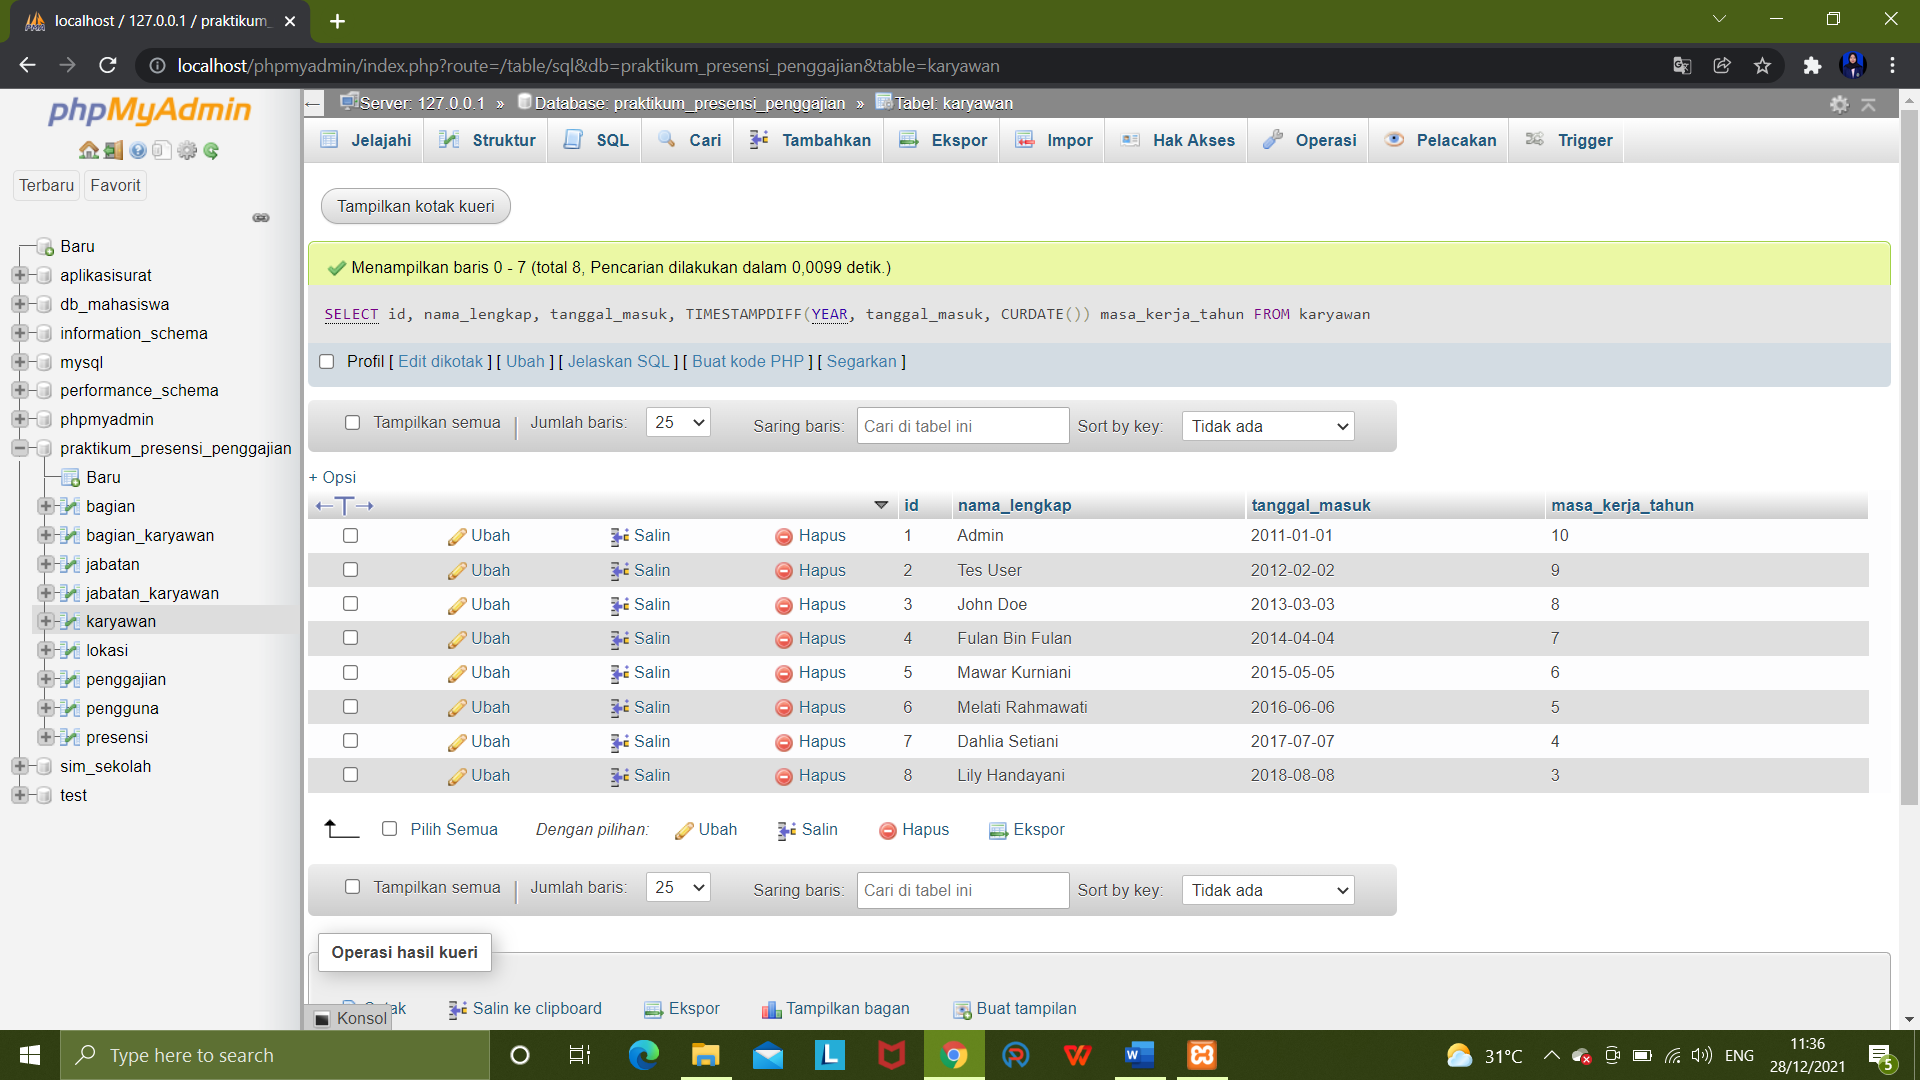 localhost / 127.0.0.1 / praktikum_
localhost/phpmyadmin/index.php?route=/table/sql&db=praktikum_presensi_penggajian&table=karyawan
phpMyAdmin
Terbaru Favorit
Baru
aplikasisurat
db_mahasiswa
information_schema
mysql
performance_schema
phpmyadmin
praktikum_presensi_penggajian
Baru
bagian
bagian_karyawan
jabatan
jabatan_karyawan
karyawan
lokasi
penggajian
pengguna
presensi
sim_sekolah
test
Server: 127.0.0.1 » Database: praktikum_presensi_penggajian » Tabel: karyawan
Jelajahi Struktur SQL Cari Tambahkan Ekspor Impor Hak Akses Operasi Pelacakan Trigger
Tampilkan kotak kueri
Menampilkan baris 0 - 7 (total 8, Pencarian dilakukan dalam 0,0099 detik.)
SELECT id, nama_lengkap, tanggal_masuk, TIMESTAMPDIFF(YEAR, tanggal_masuk, CURDATE()) masa_kerja_tahun FROM karyawan
Profil [ Edit dikotak ] [ Ubah ] [ Jelaskan SQL ] [ Buat kode PHP ] [ Segarkan ]
Tampilkan semua | Jumlah baris: 25 Saring baris: Cari di tabel ini Sort by key: Tidak ada
+ Opsi
←T→ id nama_lengkap tanggal_masuk masa_kerja_tahun
Ubah Salin Hapus 1 Admin 2011-01-01 10
Ubah Salin Hapus 2 Tes User 2012-02-02 9
Ubah Salin Hapus 3 John Doe 2013-03-03 8
Ubah Salin Hapus 4 Fulan Bin Fulan 2014-04-04 7
Ubah Salin Hapus 5 Mawar Kurniani 2015-05-05 6
Ubah Salin Hapus 6 Melati Rahmawati 2016-06-06 5
Ubah Salin Hapus 7 Dahlia Setiani 2017-07-07 4
Ubah Salin Hapus 8 Lily Handayani 2018-08-08 3
Pilih Semua Dengan pilihan: Ubah Salin Hapus Ekspor
Tampilkan semua | Jumlah baris: 25 Saring baris: Cari di tabel ini Sort by key: Tidak ada
Operasi hasil kueri
Salin ke clipboard Ekspor Tampilkan bagan Buat tampilan
Konsol
Type here to search
31°C ENG 11:36
28/12/2021
5